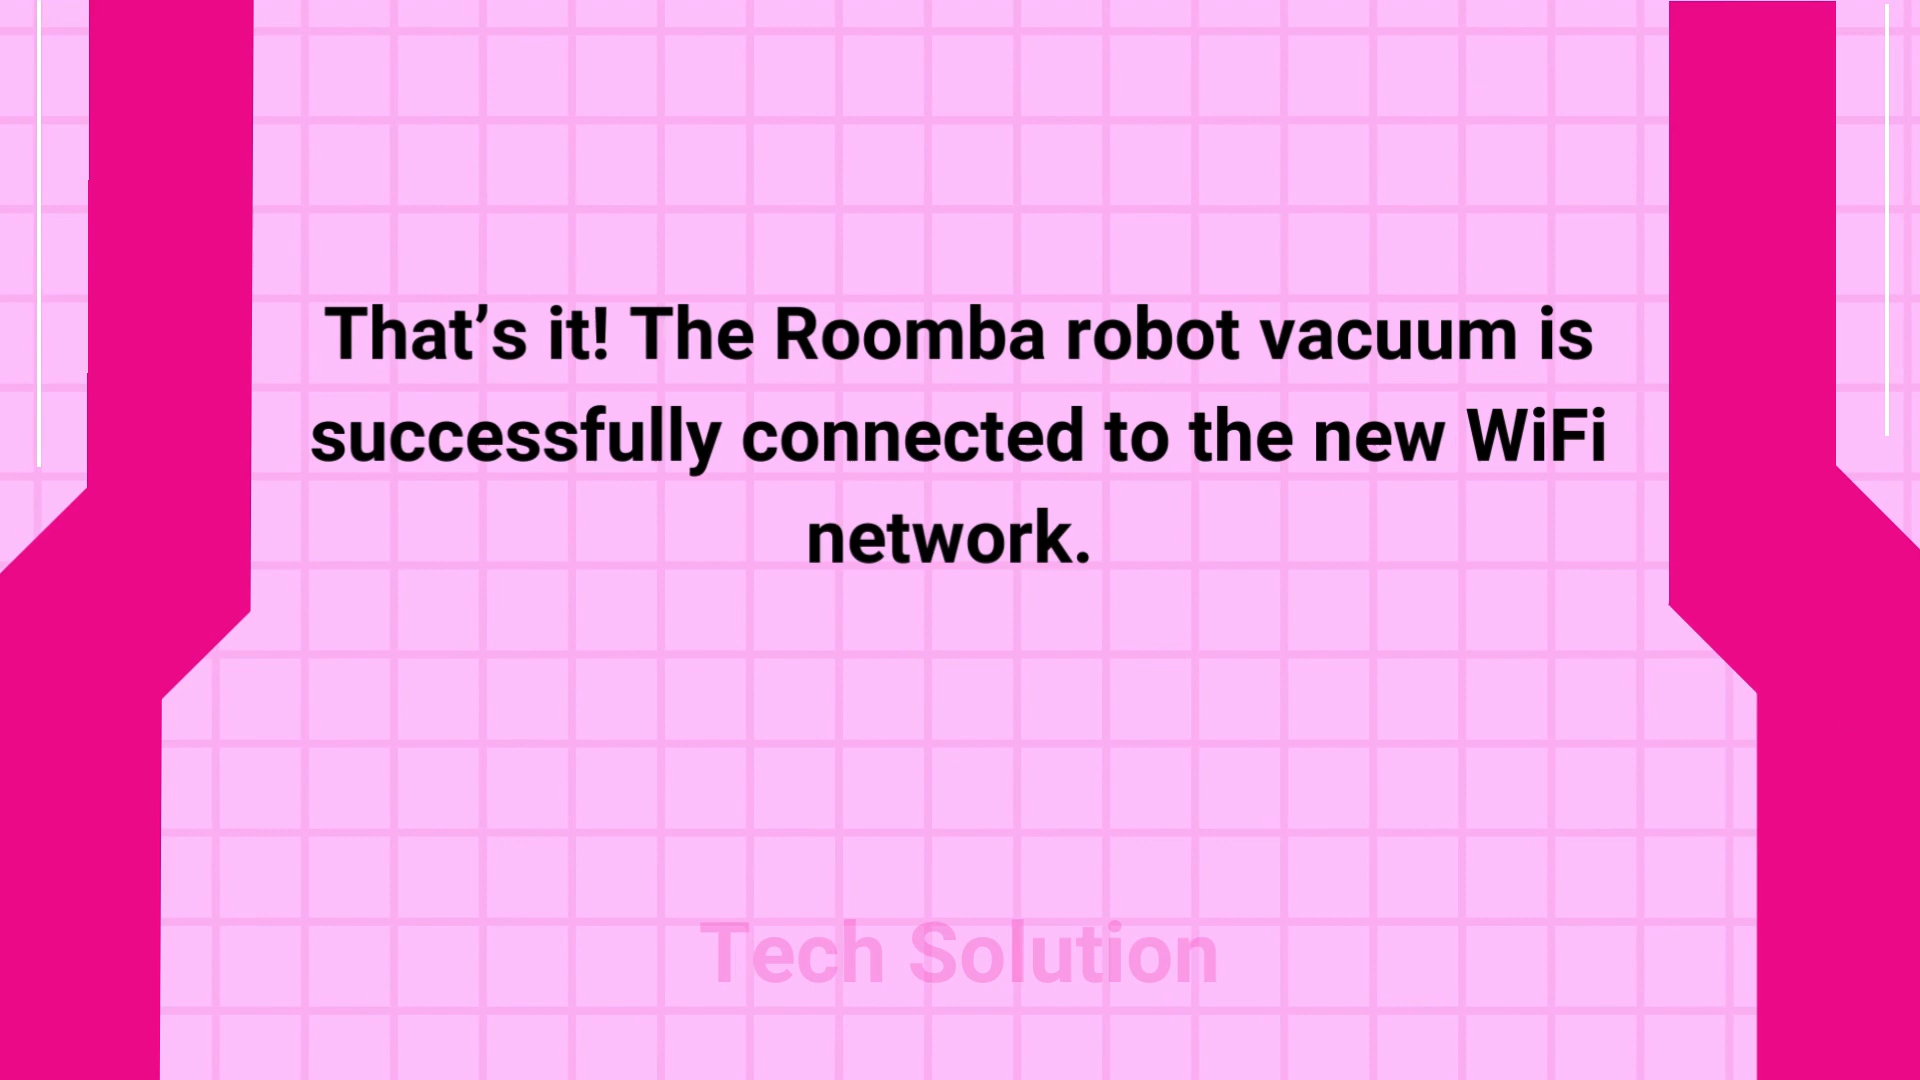 That’s it! The Roomba robot vacuum is
successfully connected to the new WiFi
network.
Tech Solution